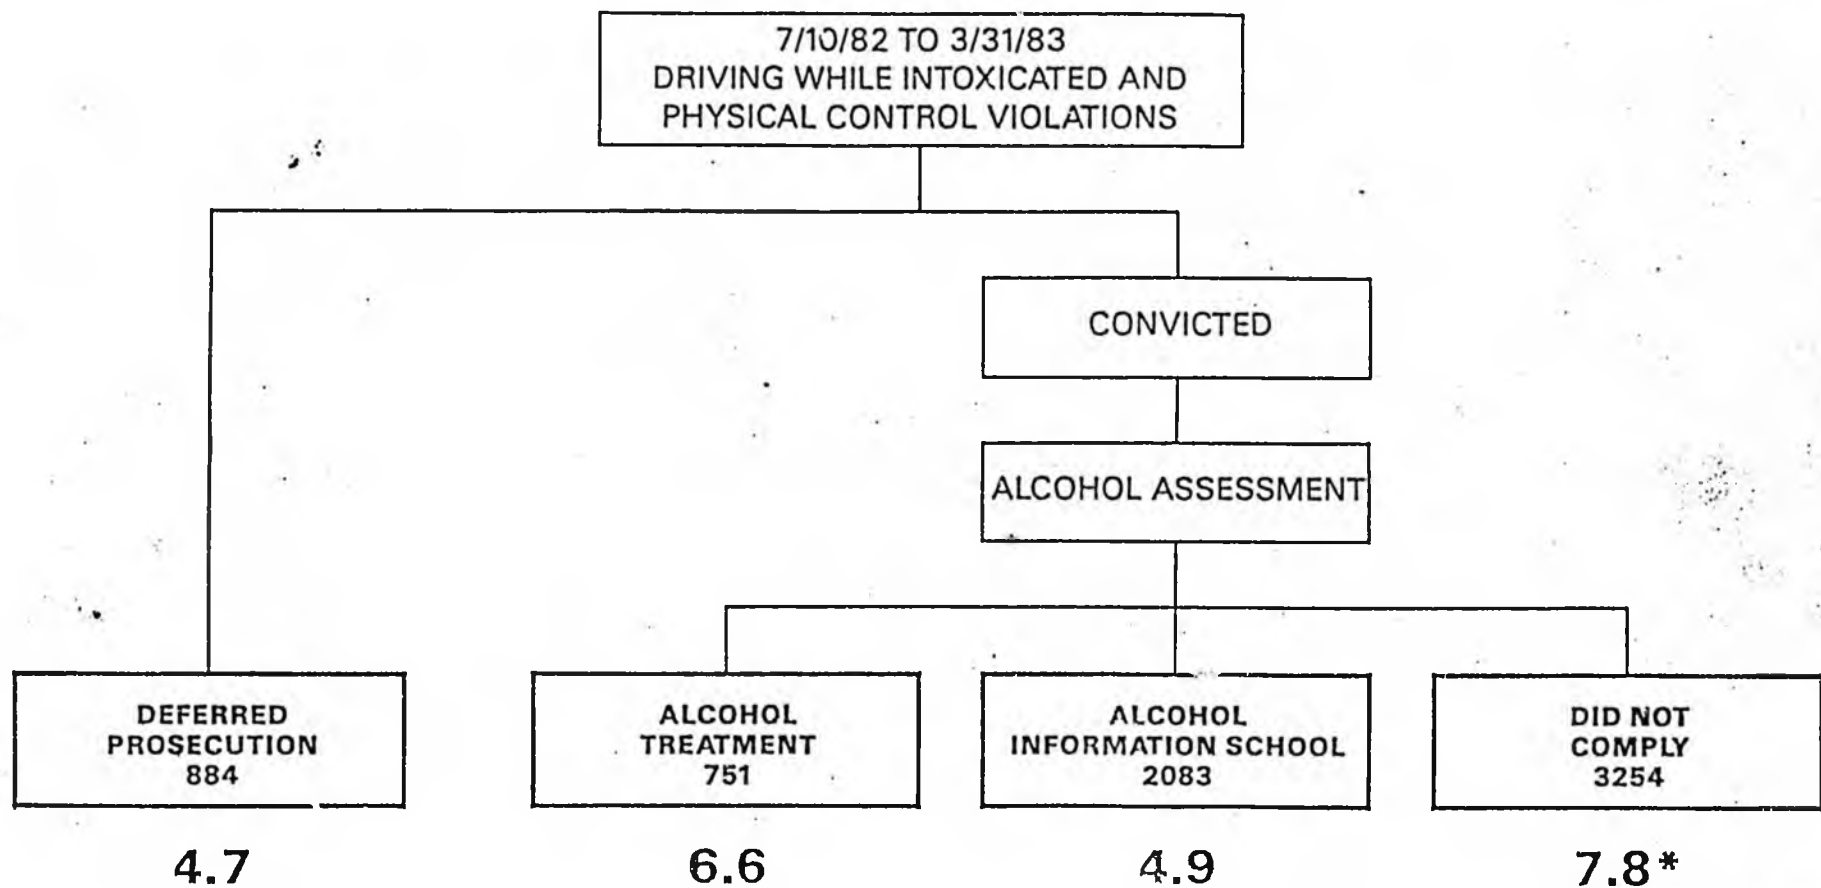 7/10/82 TO 3/31/83
DRIVING WHILE INTOXICATED AND
PHYSICAL CONTROL VIOLATIONS
CONVICTED
ALCOHOL ASSESSMENT
DEFERRED
PROSECUTION
884
ALCOHOL
TREATMENT
751
ALCOHOL
INFORMATION SCHOOL
2083
DID NOT
COMPLY
3254
4.7
6.6
4.9
7.8*